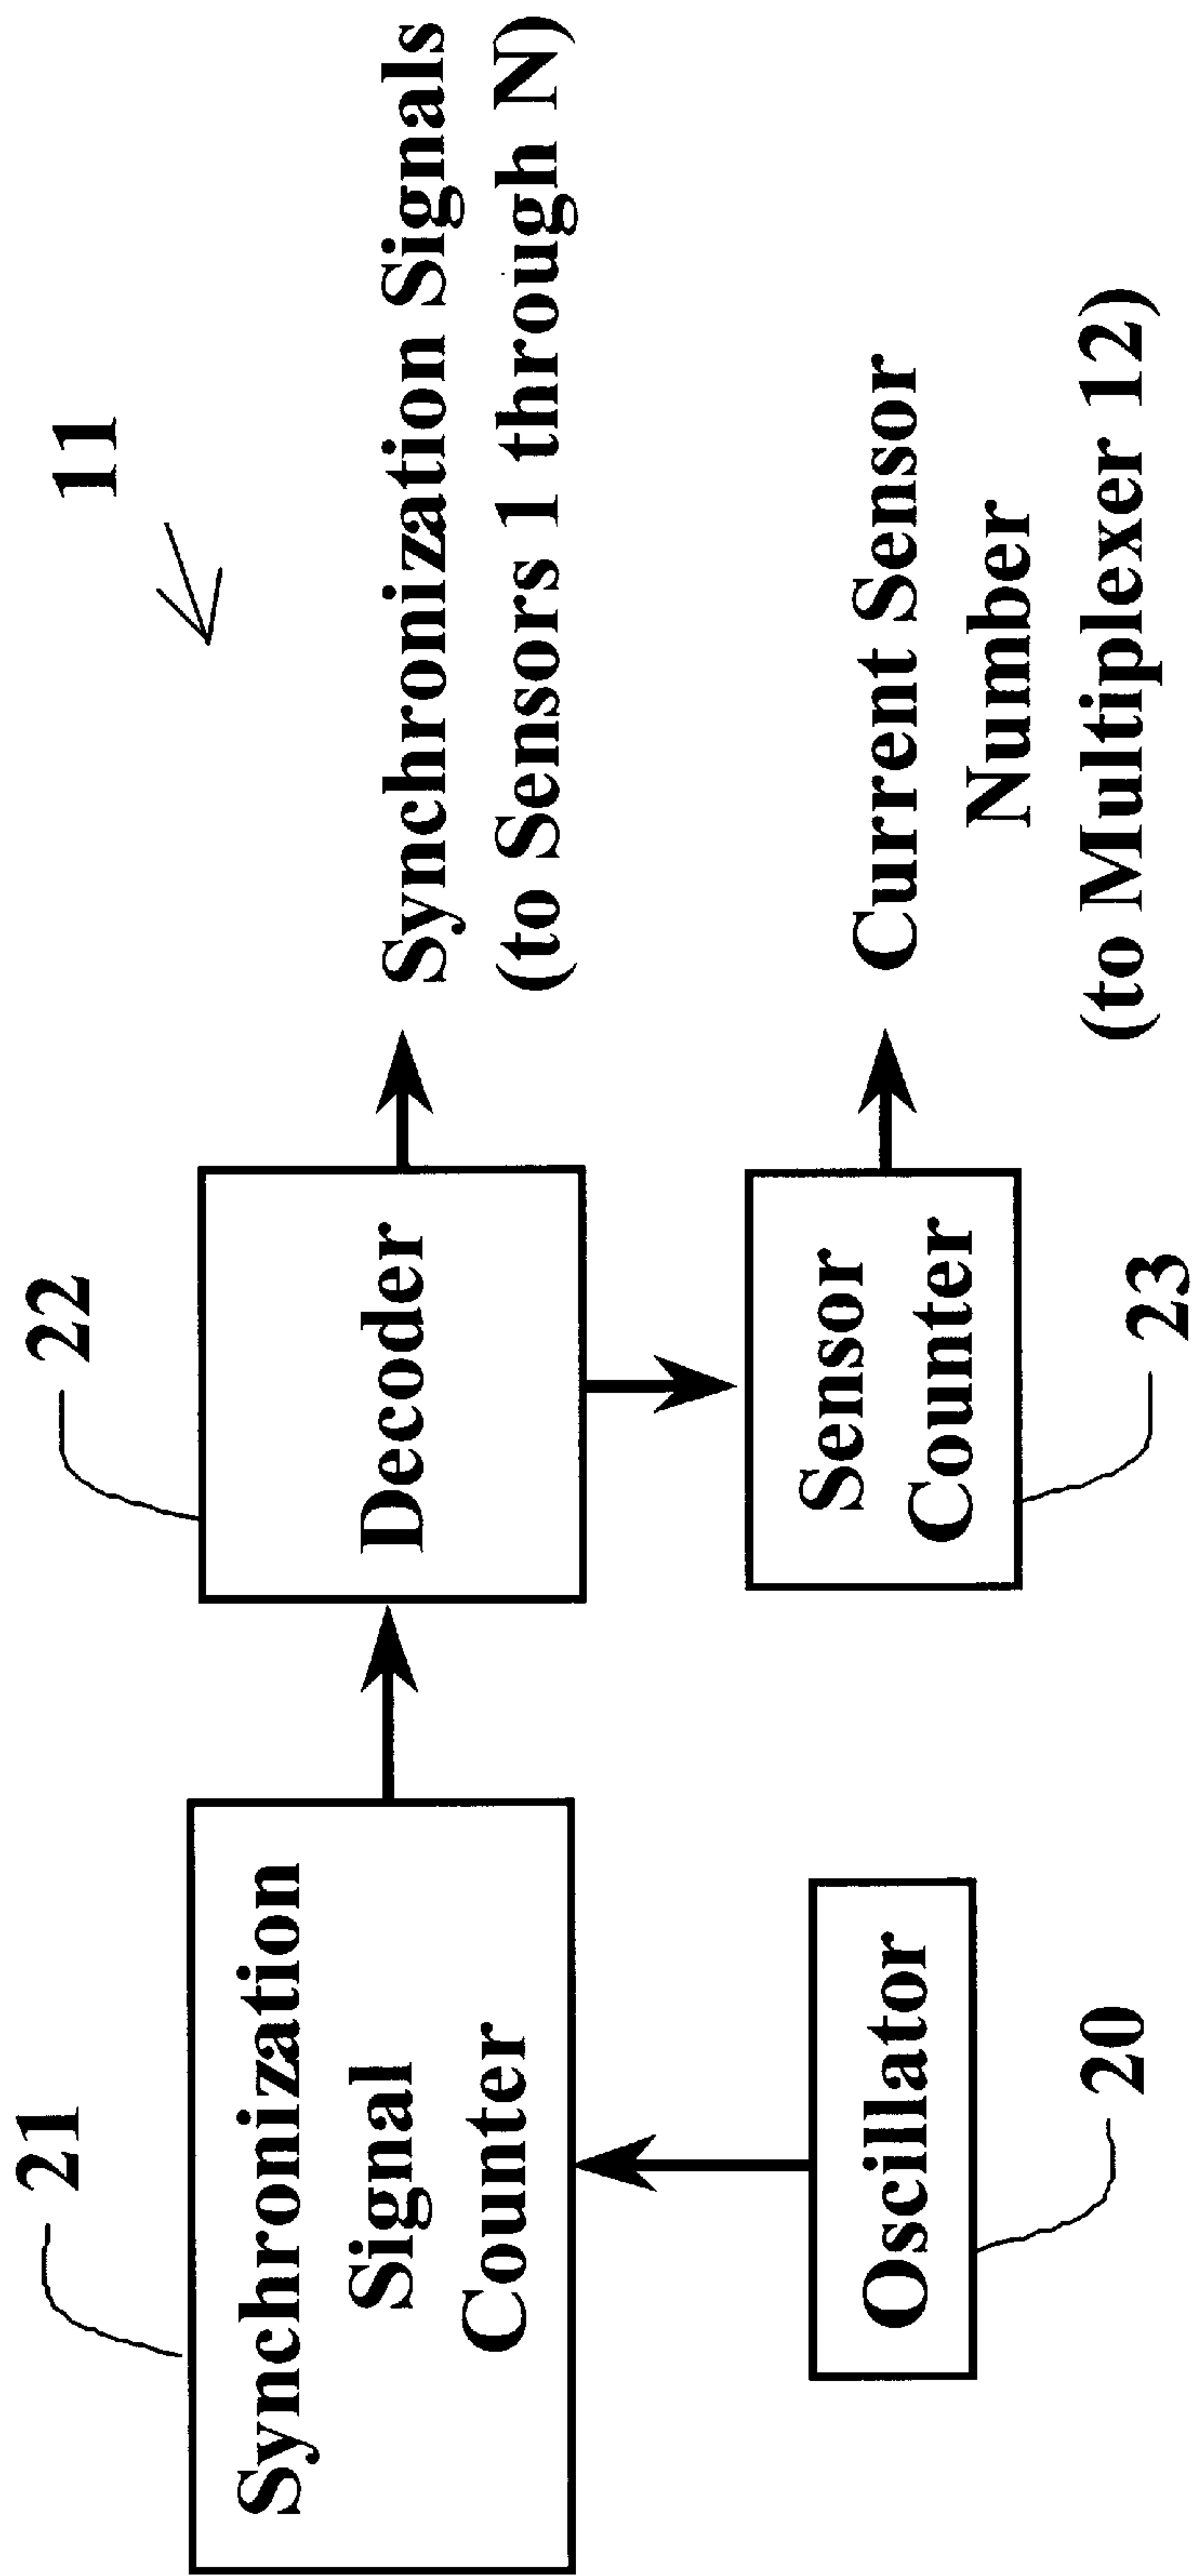 11
21
Synchronization
Signal
Counter
22
Decoder
Synchronization Signals
(to Sensors 1 through N)
Oscillator
20
Sensor
Counter
23
Current Sensor
Number
(to Multiplexer 12)